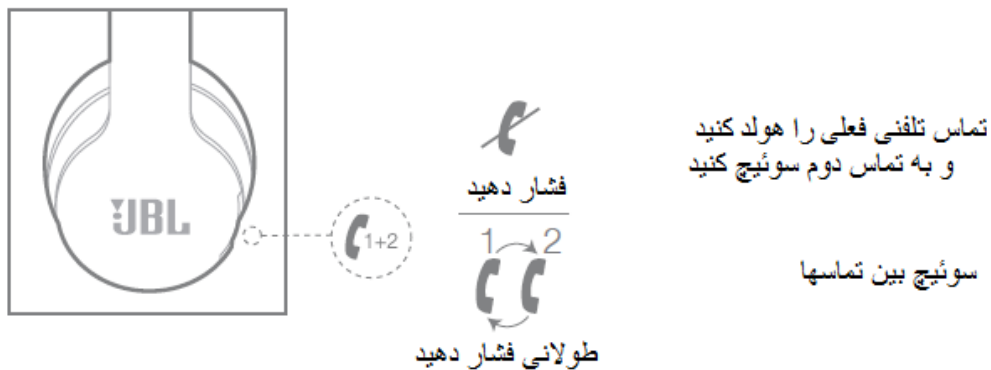 تماس تلفنی فعلی را هولد کنید
و به تماس دوم سوئیچ کنید
فشار دهید
JBL
1+2
1 2
سوئیچ بین تماسها
طولانی فشار دهید